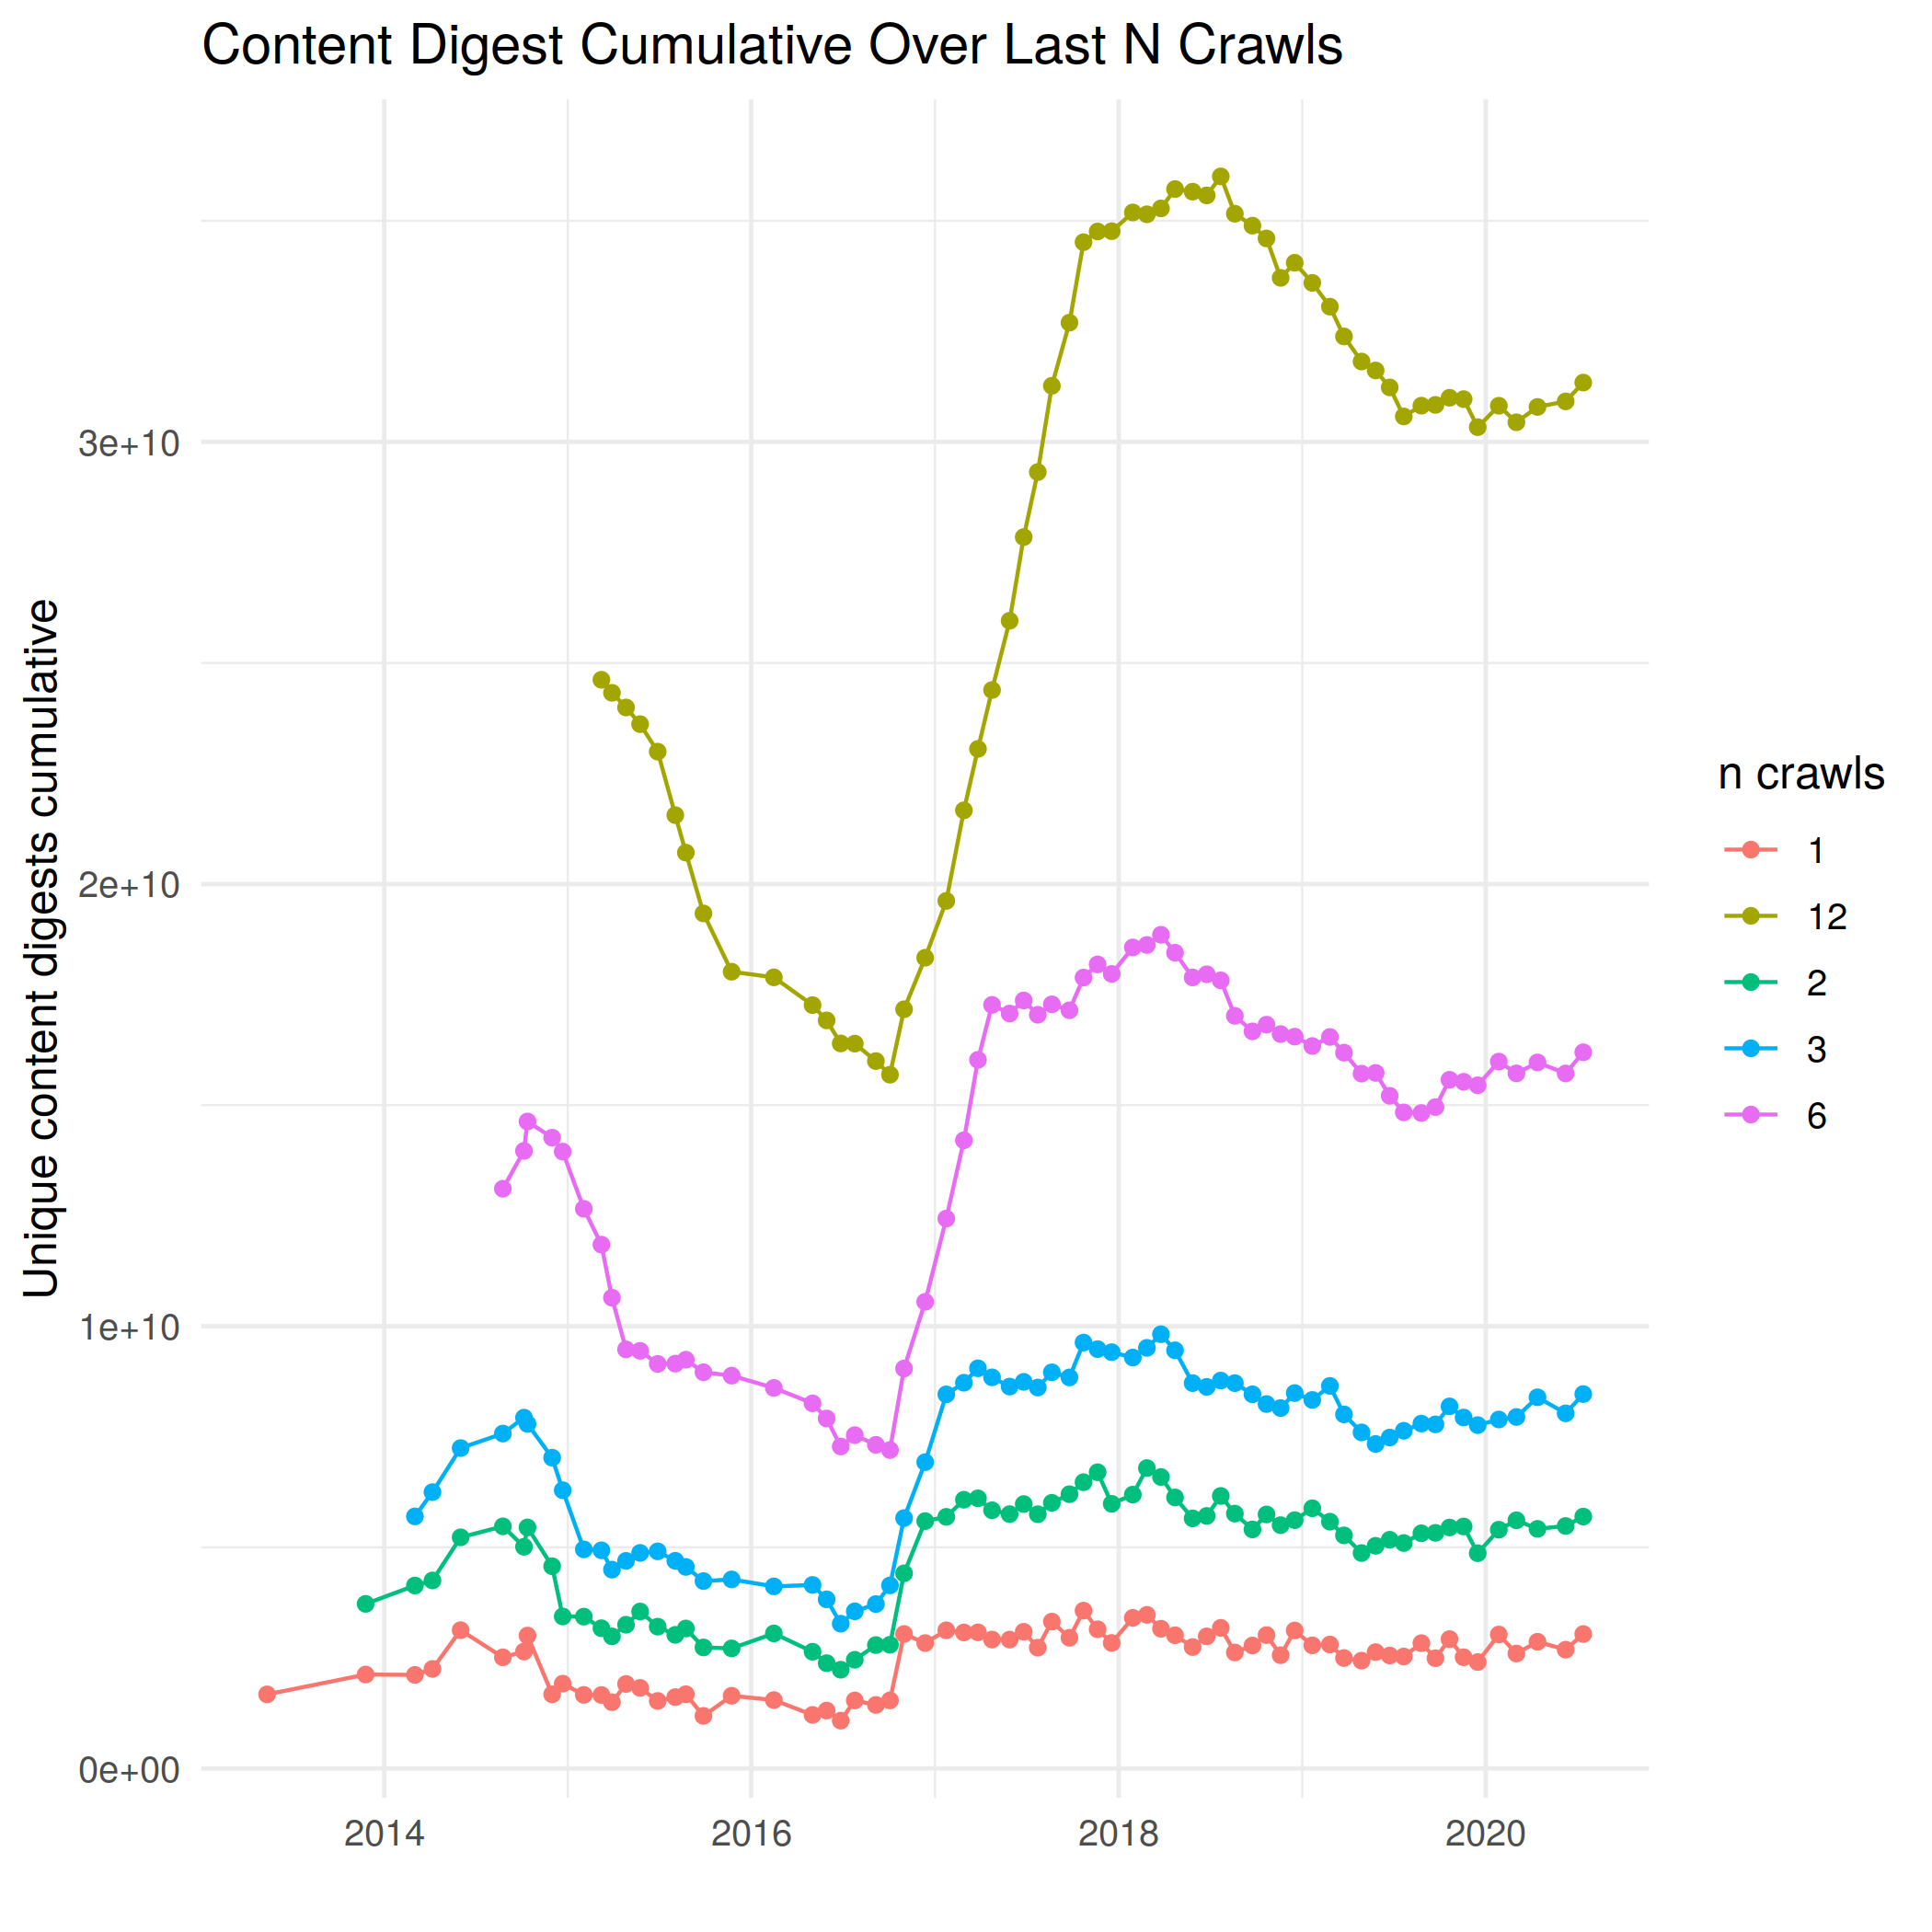 Content Digest Cumulative Over Last N Crawls
Unique content digests cumulative
3e+10
2e+10
1e+10
0e+00
2014
2016
2018
2020
n crawls
1
12
2
3
6